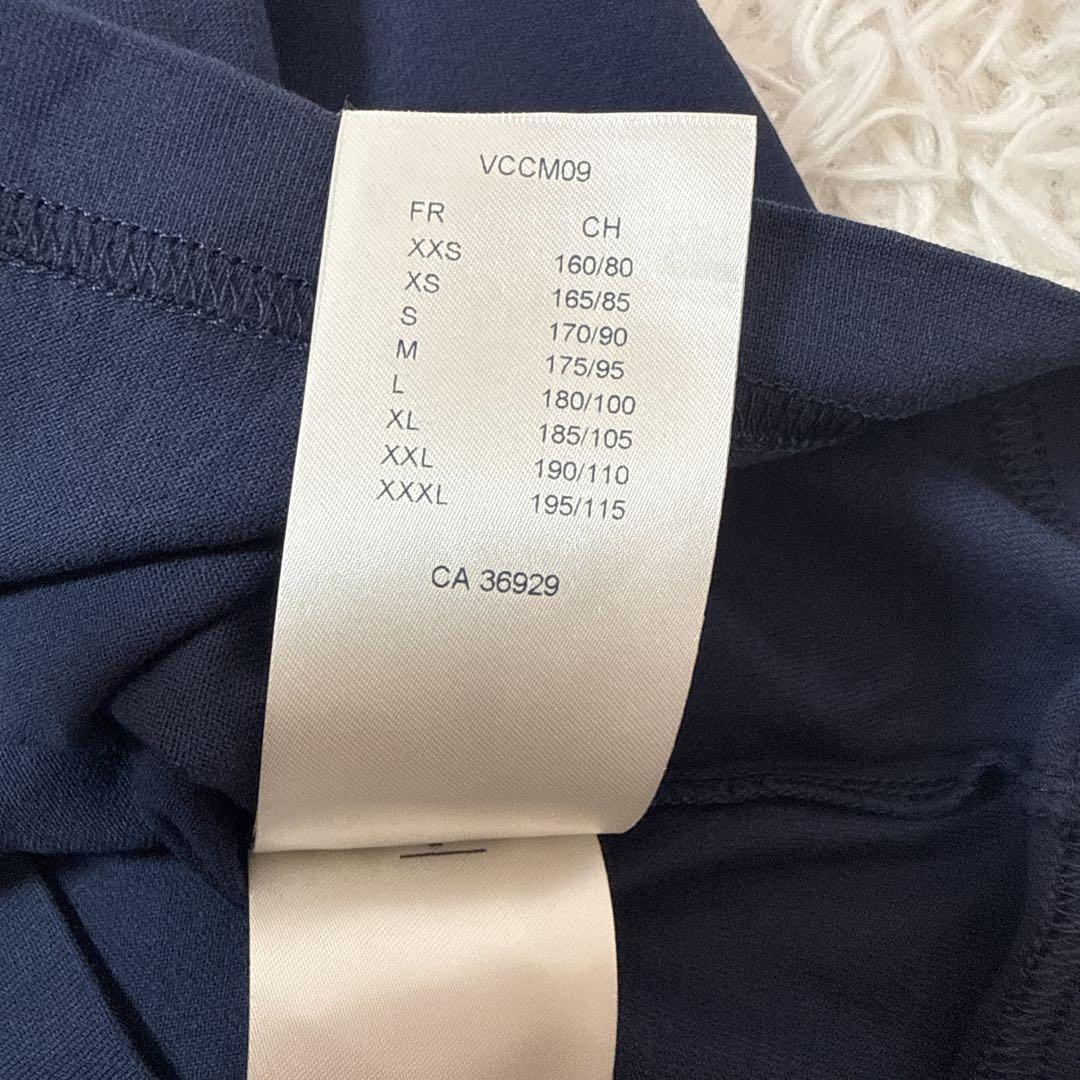 VCCM09
FR CH
XXS 160/80
XS 165/85
S 170/90
M 175/95
L 180/100
XL 185/105
XXL 190/110
XXXL 195/115
CA 36929